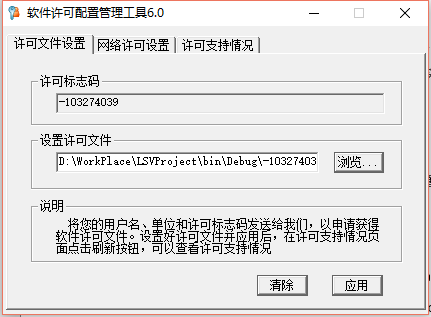 软件许可配置管理工具6.0
许可文件设置 网络许可设置 许可支持情况
许可标志码
-103274039
设置许可文件
D:\WorkPlace\LSVProject\bin\Debug\-10327403 浏览...
说明
将您的用户名、单位和许可标志码发送给我们，以申请获得
软件许可文件。设置好许可文件并应用后，在许可支持情况页
面点击刷新按钮，可以查看许可支持情况
清除 应用